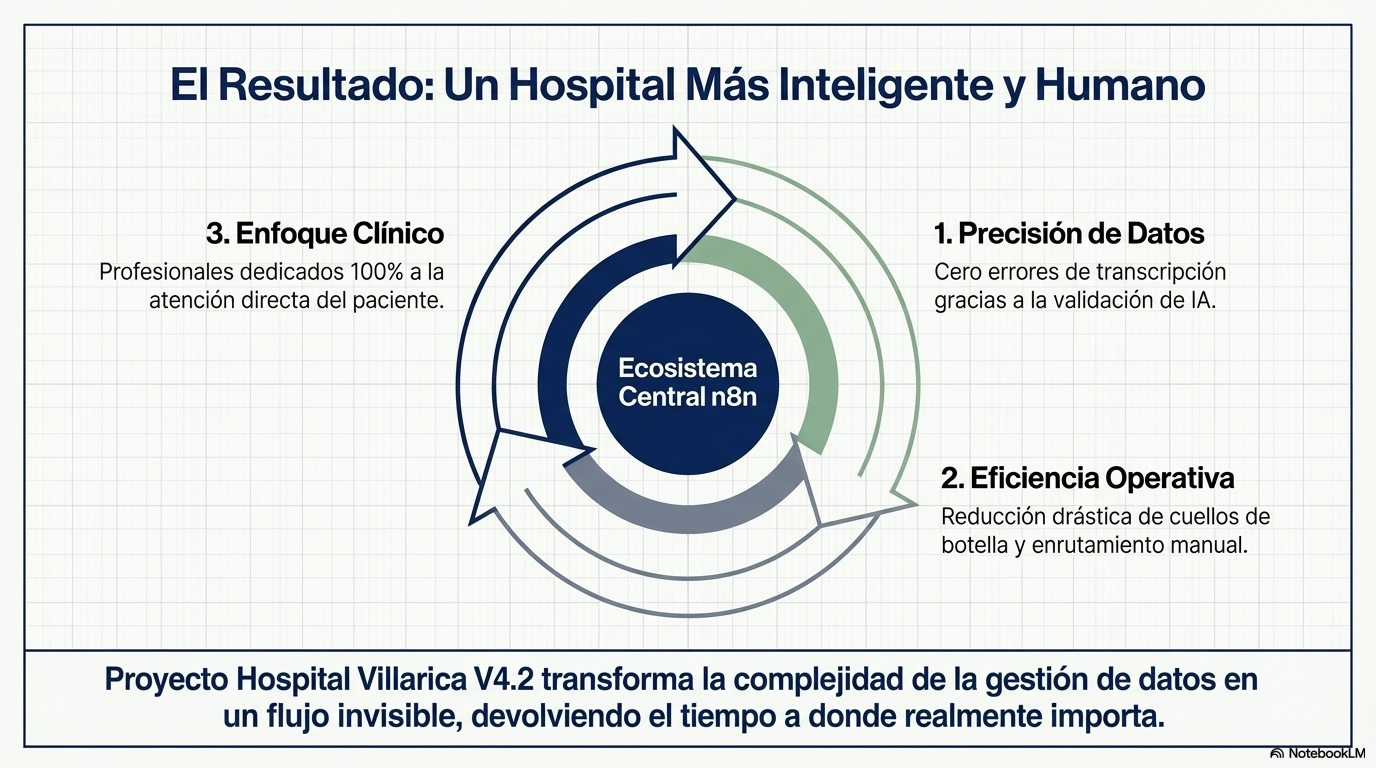 El Resultado: Un Hospital Más Inteligente y Humano
3. Enfoque Clínico
Profesionales dedicados 100% a la
atención directa del paciente.
1. Precisión de Datos
Cero errores de transcripción
gracias a la validación de IA.
Ecosistema
Central n8n
2. Eficiencia Operativa
Reducción drástica de cuellos de
botella y enrutamiento manual.
Proyecto Hospital Villarica V4.2 transforma la complejidad de la gestión de datos en
un flujo invisible, devolviendo el tiempo a donde realmente importa.
NotebookLM